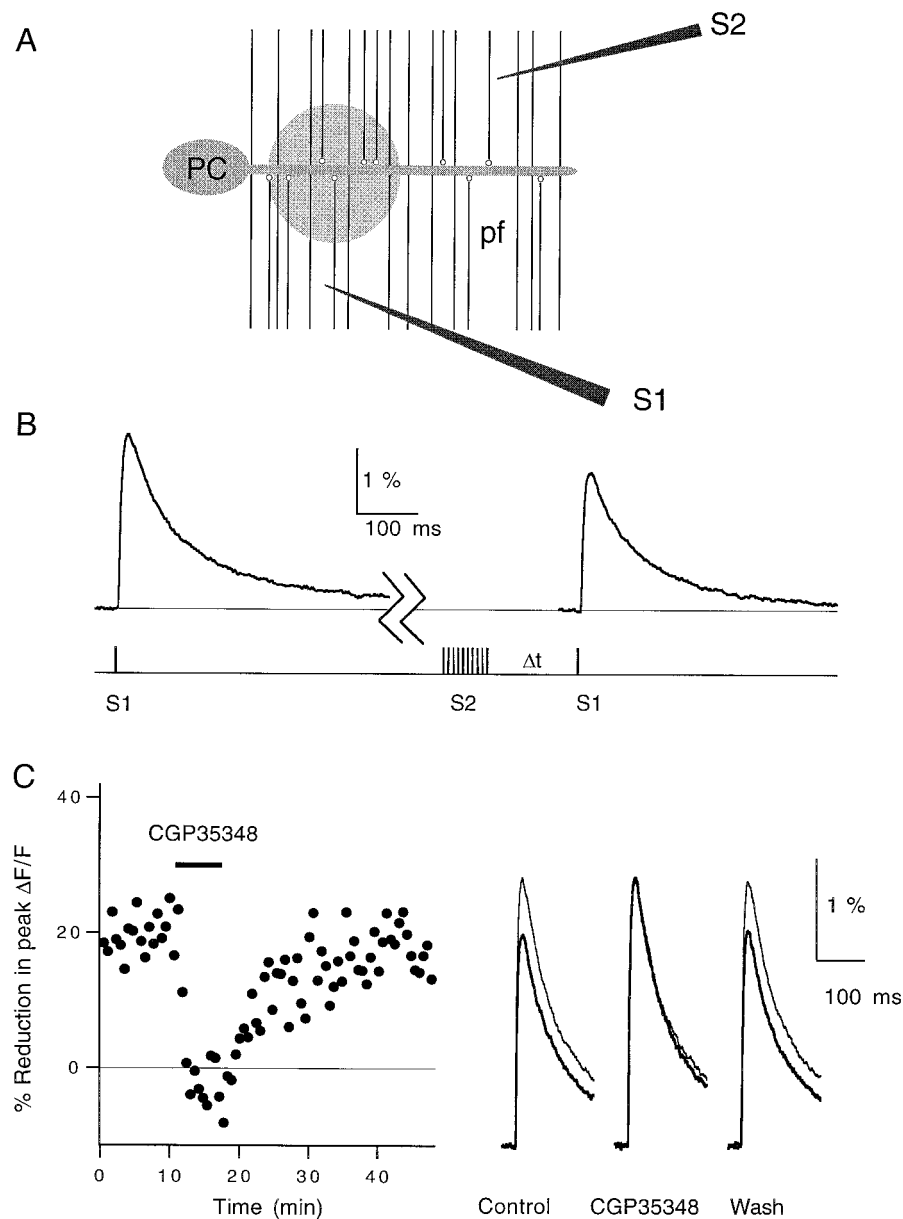 A
S2
PC
pf
S1
B
1 %
100 ms
Δt
S1
S2
S1
C
40
20
0
% Reduction in peak ΔF/F
CGP35348
0
10
20
30
40
Time (min)
1 %
100 ms
Control
CGP35348
Wash